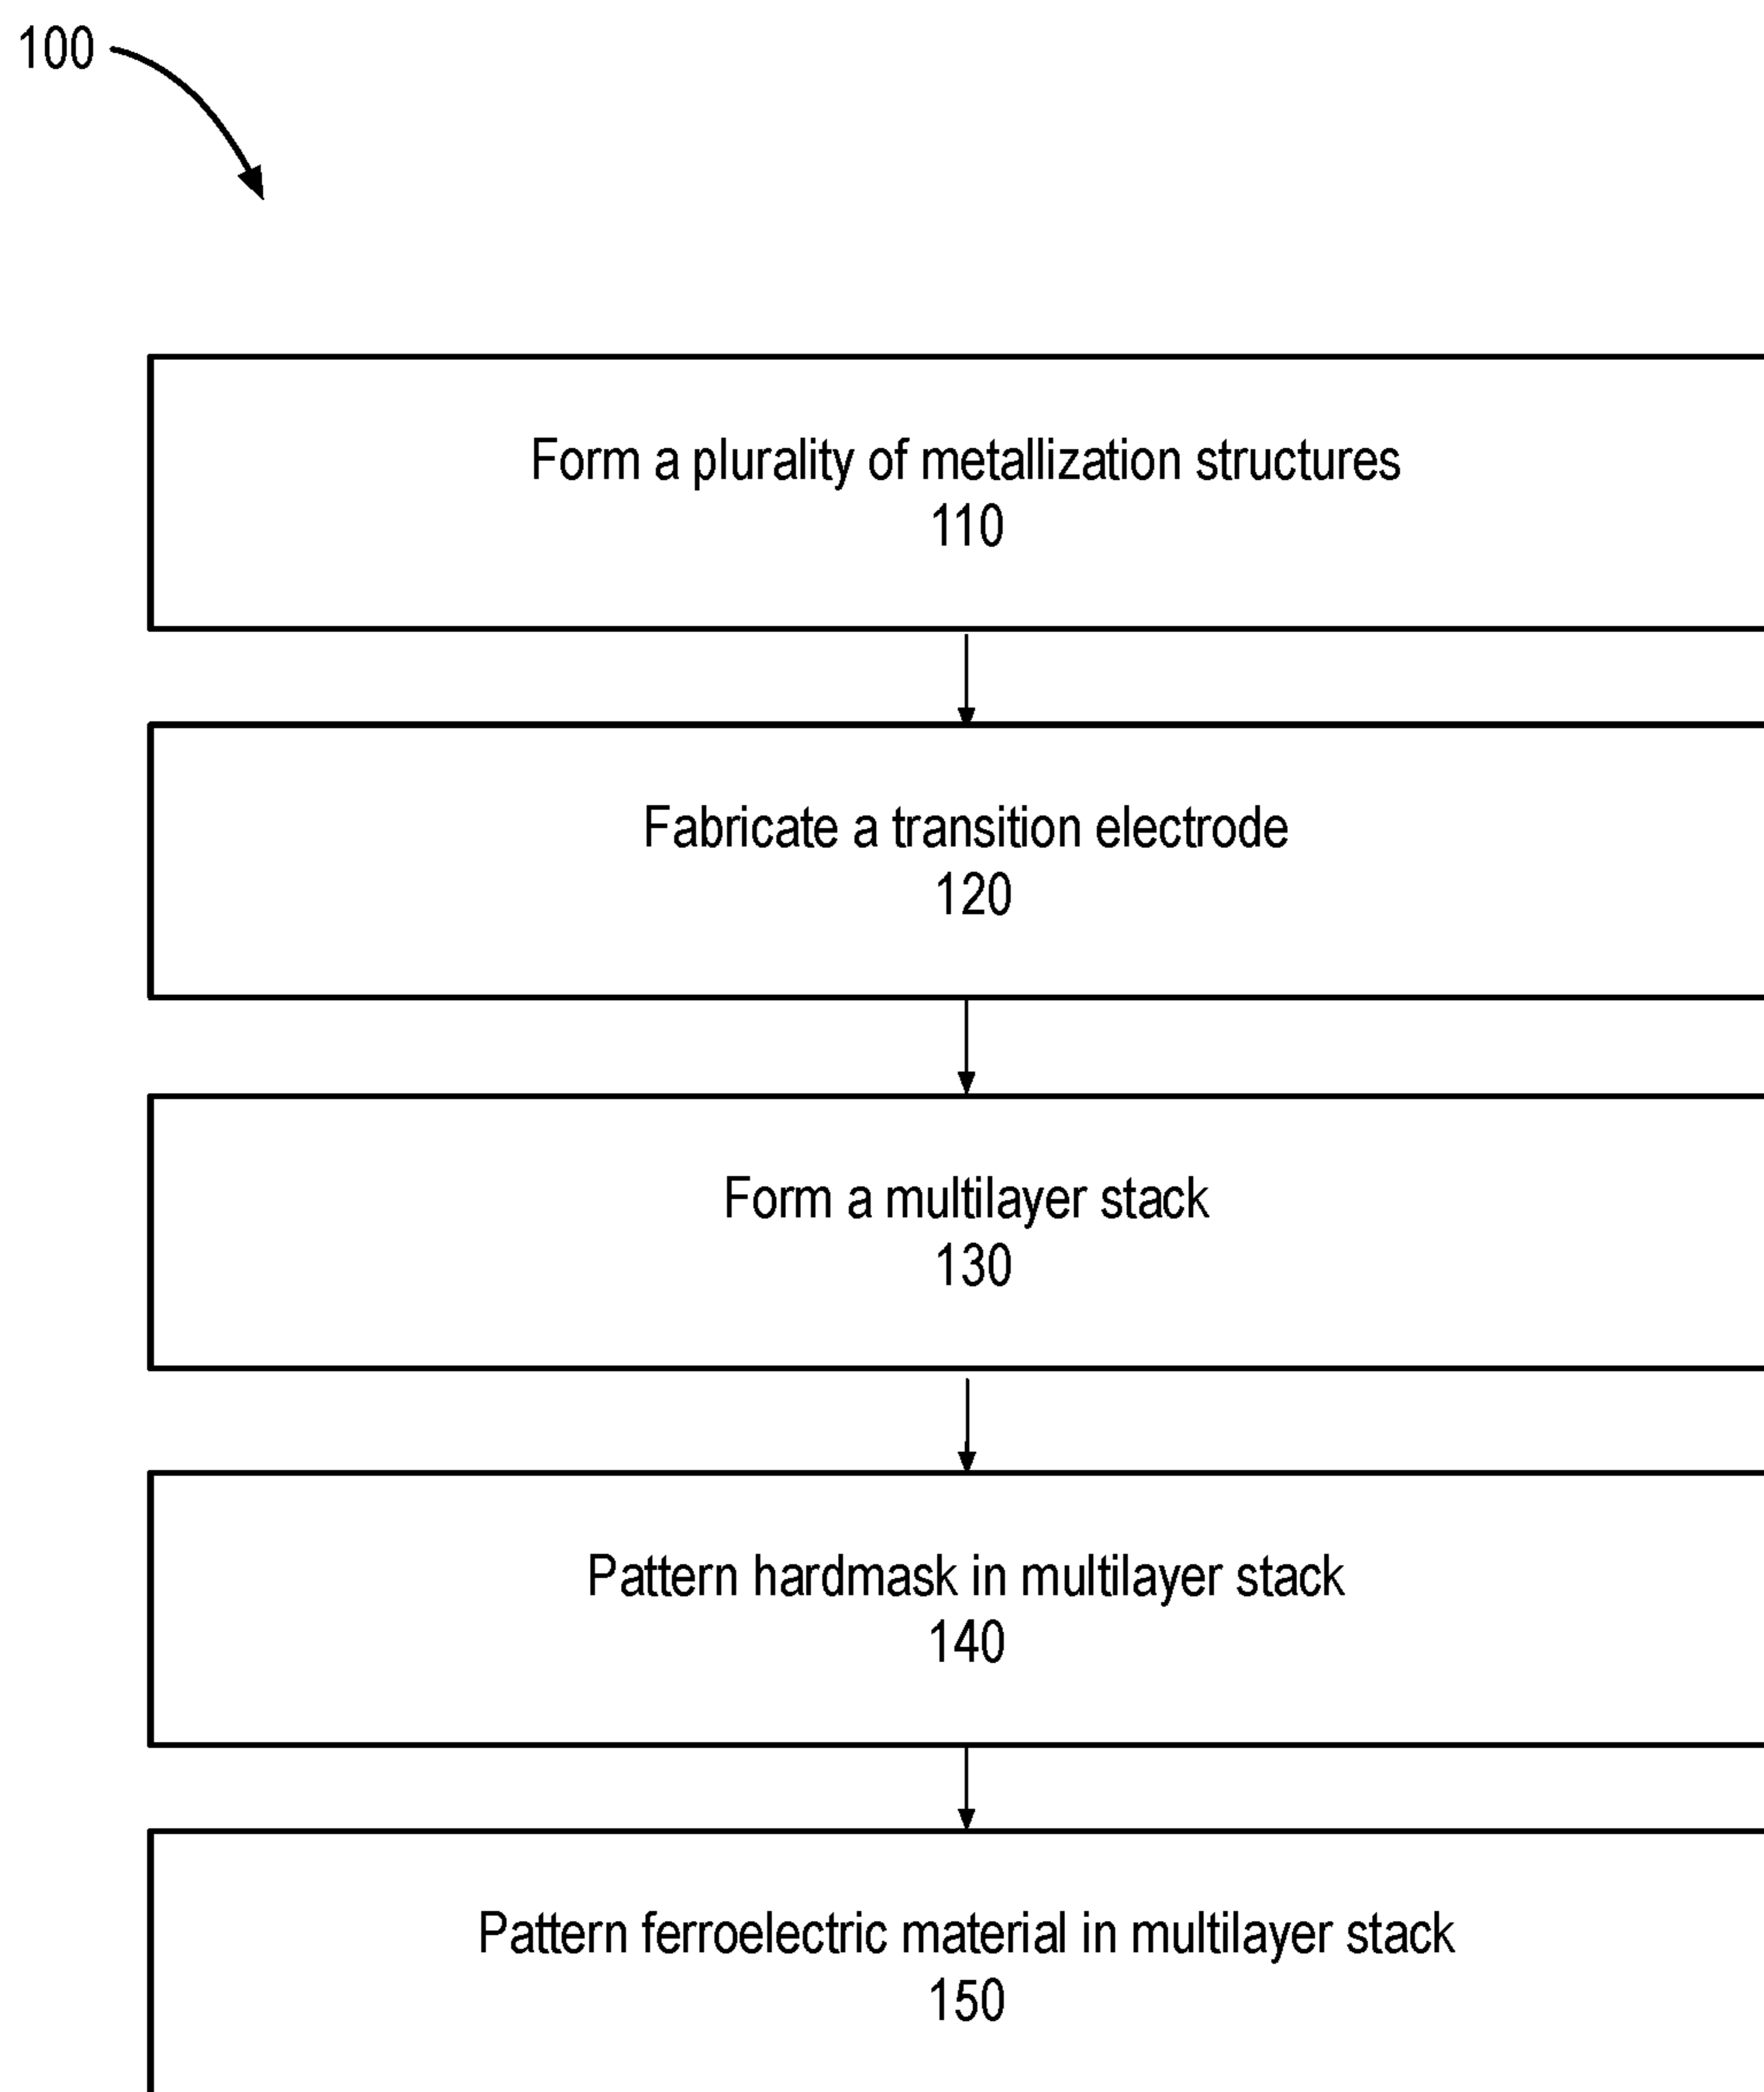 100
Form a plurality of metallization structures
110
Fabricate a transition electrode
120
Form a multilayer stack
130
Pattern hardmask in multilayer stack
140
Pattern ferroelectric material in multilayer stack
150